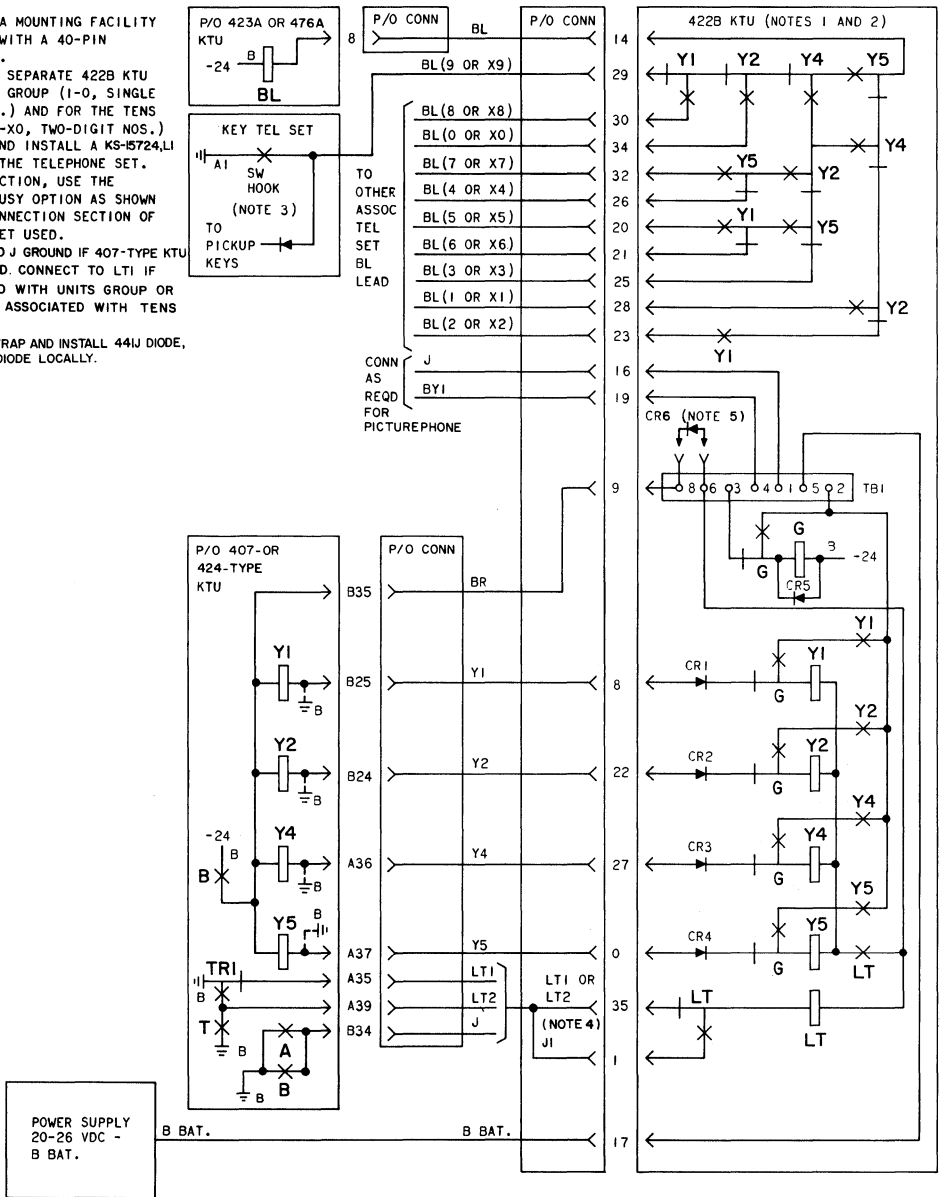 A MOUNTING FACILITY
WITH A 40-PIN
.
SEPARATE 422B KTU
GROUP (1-0, SINGLE
.) AND FOR THE TENS
-X0, TWO-DIGIT NOS.)
ND INSTALL A KS-15724,L1
THE TELEPHONE SET.
CTION, USE THE
USY OPTION AS SHOWN
NNECTION SECTION OF
ET USED.
D J GROUND IF 407-TYPE KTU
D. CONNECT TO LT1 IF
D WITH UNITS GROUP OR
ASSOCIATED WITH TENS
TRAP AND INSTALL 441J DIODE,
DIODE LOCALLY.
P/O 423A OR 476A
KTU
-24 B
BL
8
P/O CONN
BL
P/O CONN
14
422B KTU (NOTES 1 AND 2)
BL(9 OR X9)
29
Y1 Y2 Y4 Y5
KEY TEL SET
A1
SW
HOOK
(NOTE 3)
TO
PICKUP
KEYS
TO
OTHER
ASSOC
TEL
SET
BL
LEAD
BL(8 OR X8)
30
BL(0 OR X0)
34
Y4
BL(7 OR X7)
32
Y5 Y2
BL(4 OR X4)
26
BL(5 OR X5)
20
Y1 Y5
BL(6 OR X6)
21
BL(3 OR X3)
25
BL(1 OR X1)
28
Y2
BL(2 OR X2)
23
Y1
CONN
AS
REQD
FOR
PICTUREPHONE
J
16
BY1
19
CR6 (NOTE 5)
9
8 6 3 4 1 5 2 TB1
G
B -24
G
CR5
P/O 407-OR
424-TYPE
KTU
P/O CONN
B35
BR
Y1
B
B25
Y1
8
CR1
G
Y1
Y1
Y2
B
B24
Y2
22
CR2
G
Y2
Y2
-24
B
B
Y4
B
A36
Y4
27
CR3
G
Y4
Y4
Y5
B
A37
Y5
0
CR4
G
Y5
Y5
LT
TR1
B
A35
LT1
A39
LT2
LT1 OR
LT2
(NOTE 4)
35
LT
LT
T
B
A
B34
J
J1
1
B
B
POWER SUPPLY
20-26 VDC -
B BAT.
B BAT.
B BAT.
17